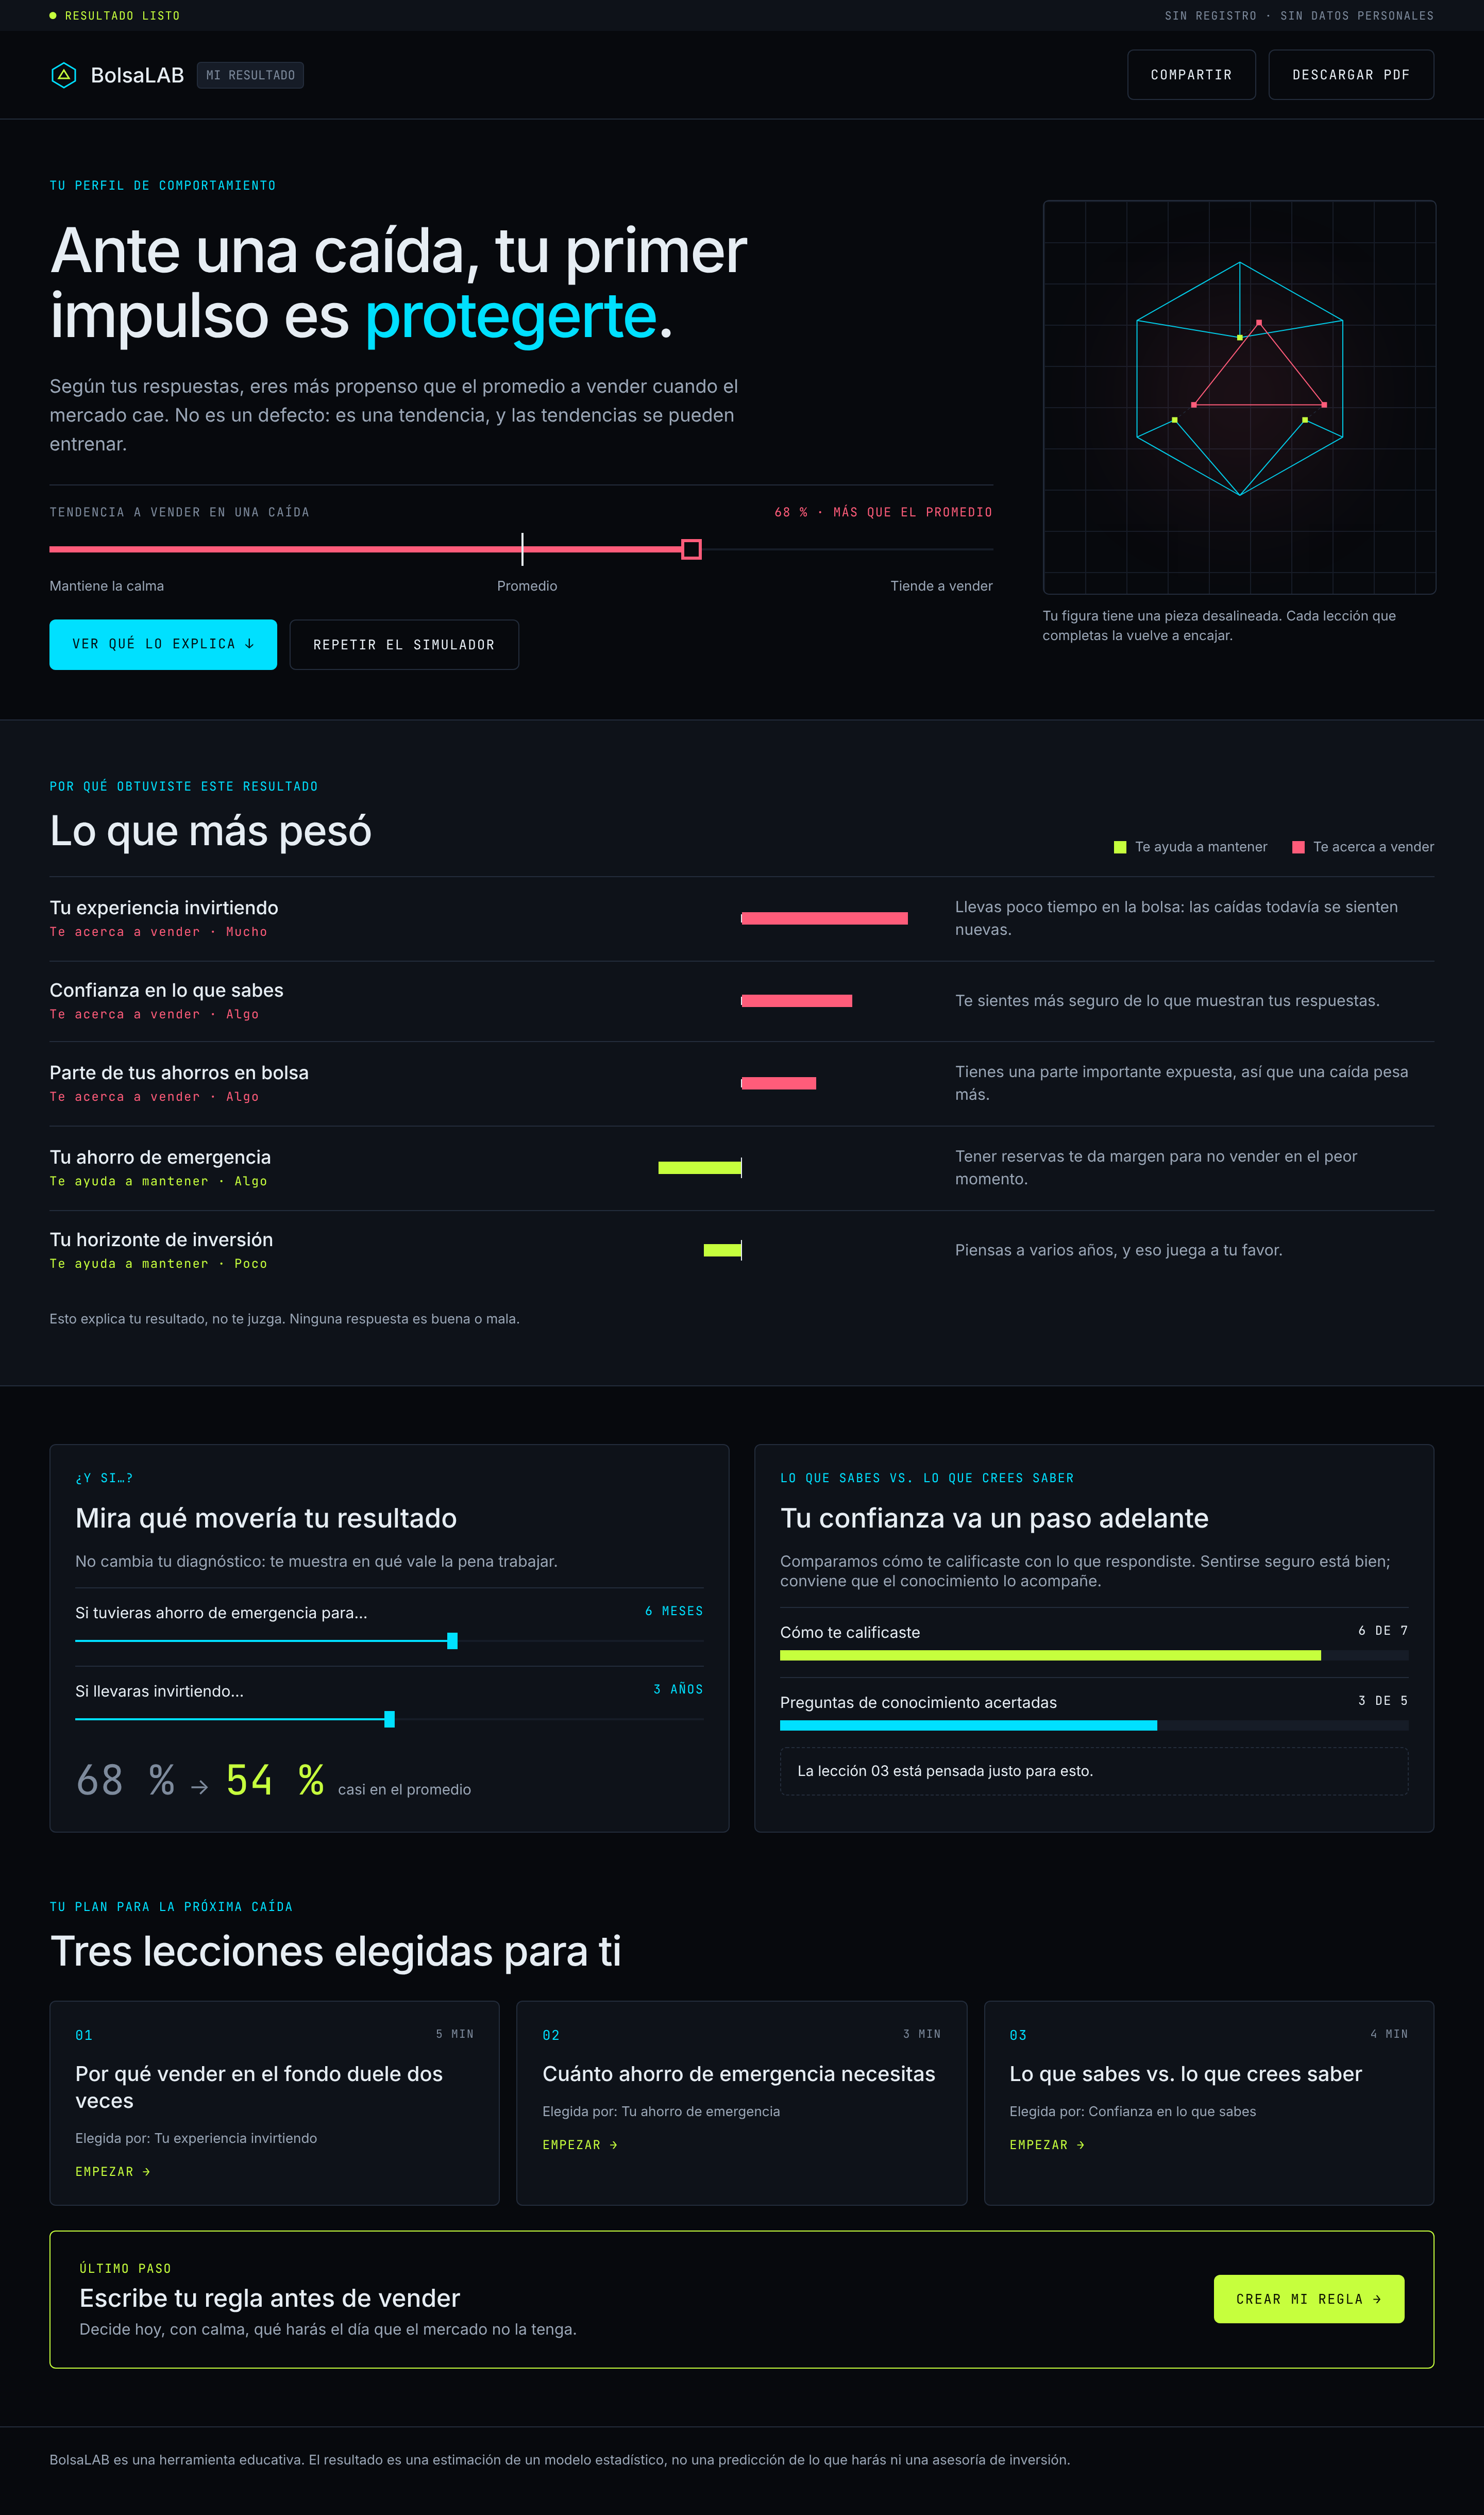 RESULTADO LISTO
SIN REGISTRO · SIN DATOS PERSONALES
BolsaLAB
MI RESULTADO
COMPARTIR
DESCARGAR PDF
TU PERFIL DE COMPORTAMIENTO
Ante una caída, tu primer
impulso es protegerte.
Según tus respuestas, eres más propenso que el promedio a vender cuando el
mercado cae. No es un defecto: es una tendencia, y las tendencias se pueden
entrenar.
TENDENCIA A VENDER EN UNA CAÍDA
68 % · MÁS QUE EL PROMEDIO
Mantiene la calma
Promedio
Tiende a vender
VER QUÉ LO EXPLICA ↓
REPETIR EL SIMULADOR
Tu figura tiene una pieza desalineada. Cada lección que
completas la vuelve a encajar.
POR QUÉ OBTUVISTE ESTE RESULTADO
Lo que más pesó
Te ayuda a mantener
Te acerca a vender
Tu experiencia invirtiendo
Te acerca a vender · Mucho
Llevas poco tiempo en la bolsa: las caídas todavía se sienten
nuevas.
Confianza en lo que sabes
Te acerca a vender · Algo
Te sientes más seguro de lo que muestran tus respuestas.
Parte de tus ahorros en bolsa
Te acerca a vender · Algo
Tienes una parte importante expuesta, así que una caída pesa
más.
Tu ahorro de emergencia
Te ayuda a mantener · Algo
Tener reservas te da margen para no vender en el peor
momento.
Tu horizonte de inversión
Te ayuda a mantener · Poco
Piensas a varios años, y eso juega a tu favor.
Esto explica tu resultado, no te juzga. Ninguna respuesta es buena o mala.
¿Y SI…?
Mira qué movería tu resultado
No cambia tu diagnóstico: te muestra en qué vale la pena trabajar.
Si tuvieras ahorro de emergencia para…
6 MESES
Si llevaras invirtiendo…
3 AÑOS
68 % → 54 % casi en el promedio
LO QUE SABES VS. LO QUE CREES SABER
Tu confianza va un paso adelante
Comparamos cómo te calificaste con lo que respondiste. Sentirse seguro está bien;
conviene que el conocimiento lo acompañe.
Cómo te calificaste
6 DE 7
Preguntas de conocimiento acertadas
3 DE 5
La lección 03 está pensada justo para esto.
TU PLAN PARA LA PRÓXIMA CAÍDA
Tres lecciones elegidas para ti
01
5 MIN
Por qué vender en el fondo duele dos
veces
Elegida por: Tu experiencia invirtiendo
EMPEZAR →
02
3 MIN
Cuánto ahorro de emergencia necesitas
Elegida por: Tu ahorro de emergencia
EMPEZAR →
03
4 MIN
Lo que sabes vs. lo que crees saber
Elegida por: Confianza en lo que sabes
EMPEZAR →
ÚLTIMO PASO
Escribe tu regla antes de vender
Decide hoy, con calma, qué harás el día que el mercado no la tenga.
CREAR MI REGLA →
BolsaLAB es una herramienta educativa. El resultado es una estimación de un modelo estadístico, no una predicción de lo que harás ni una asesoría de inversión.